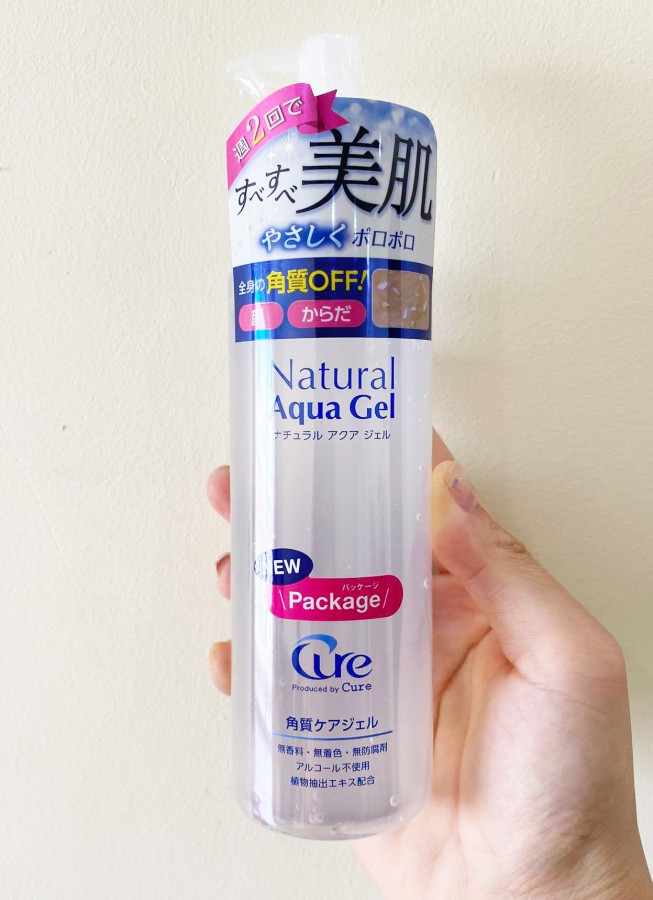 週2回で
すべすべ美肌
やさしくポロポロ
全身の角質OFF!
顔 からだ
Natural
Aqua Gel
ナチュラル アクア ジェル
NEW
パッケージ
\Package/
Cure
Produced by Cure
角質ケアジェル
無香料・無着色・無防腐剤
アルコール不使用
植物抽出エキス配合